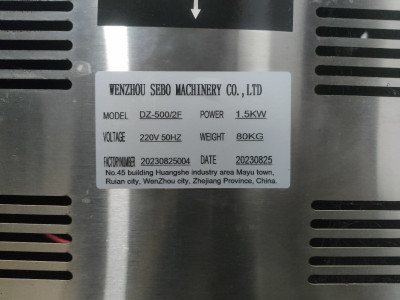 WENZHOU SEBO MACHINERY CO.,LTD
MODEL DZ-500/2F POWER 1.5KW
VOLTAGE 220V 50HZ WEIGHT 80KG
FACTORYNUMBER 20230825004 DATE 20230825
No.45 building Huangshe industry area Mayu town,
Ruian city, WenZhou city, Zhejiang Province, China.